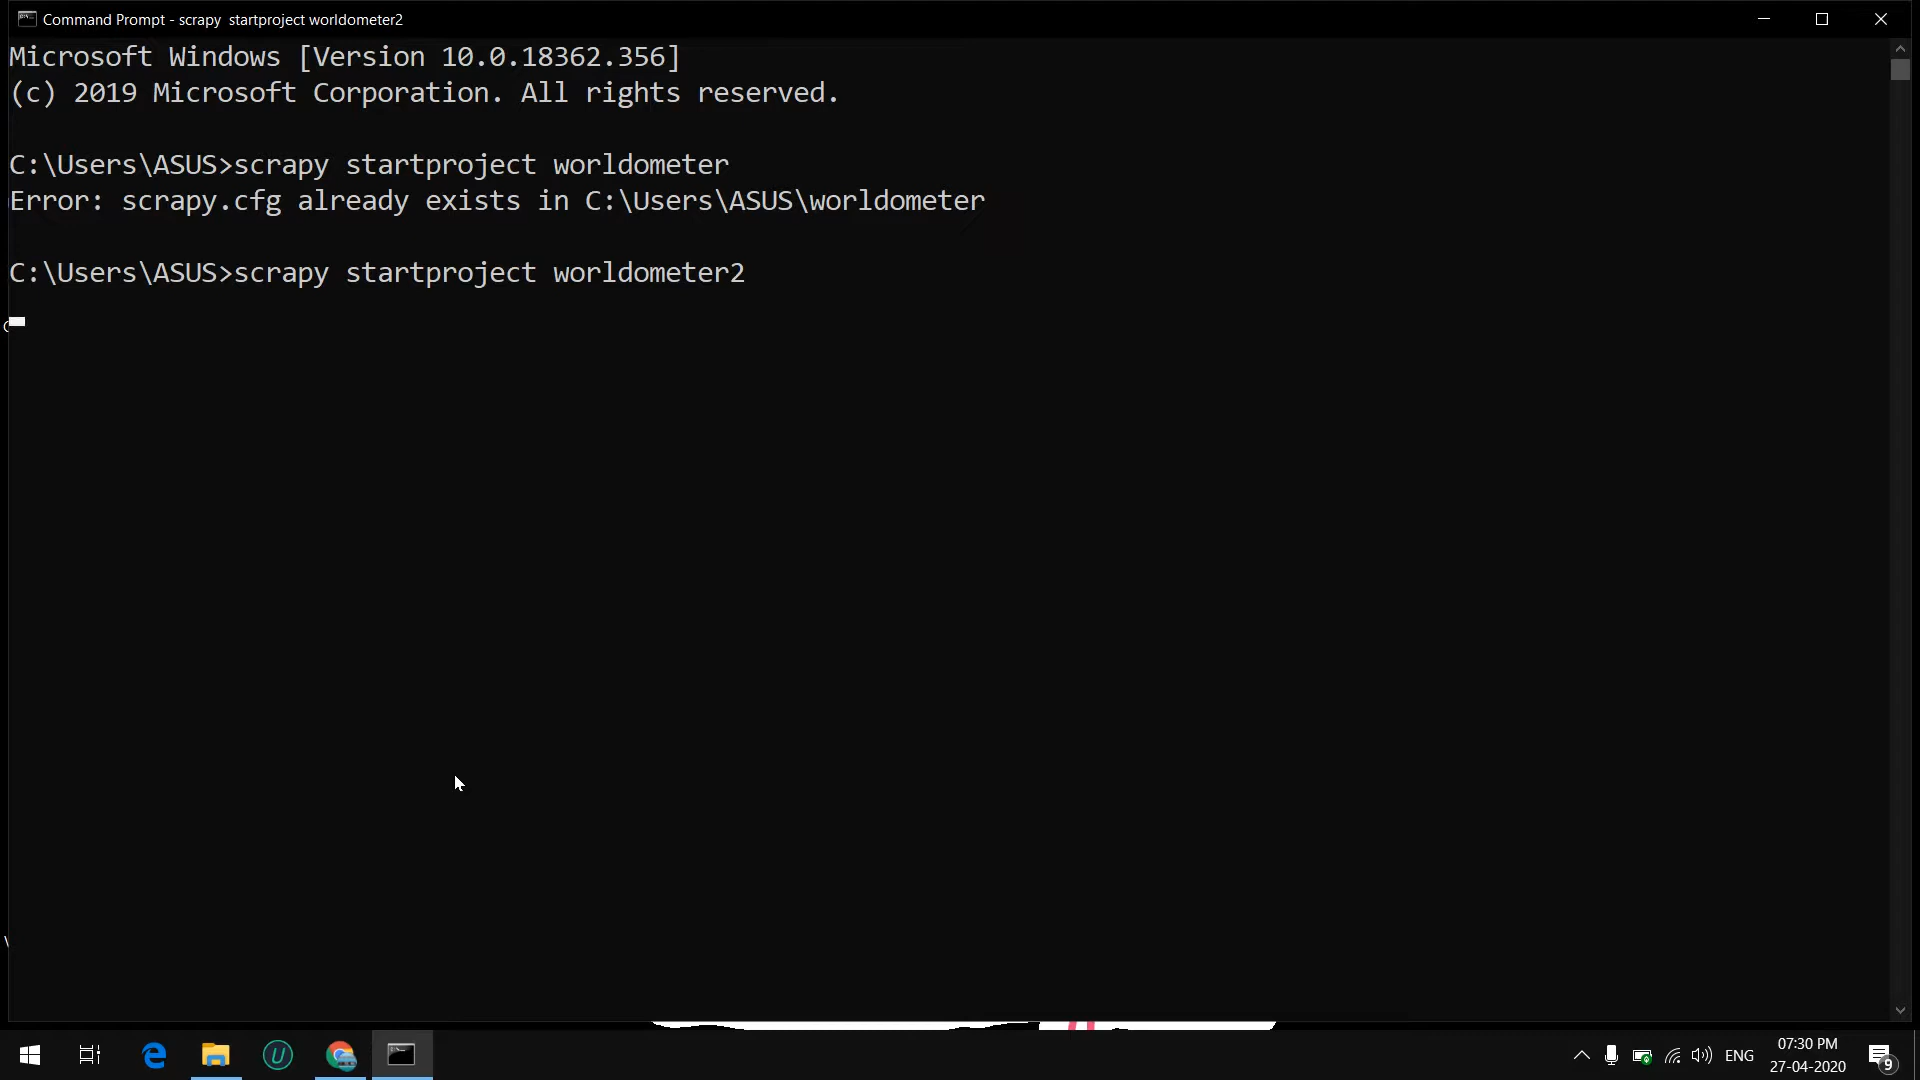 Command Prompt - scrapy  startproject worldometer2
Microsoft Windows [Version 10.0.18362.356]
(c) 2019 Microsoft Corporation. All rights reserved.
C:\Users\ASUS>scrapy startproject worldometer
Error: scrapy.cfg already exists in C:\Users\ASUS\worldometer
C:\Users\ASUS>scrapy startproject worldometer2
ENG
07:30 PM
27-04-2020
9